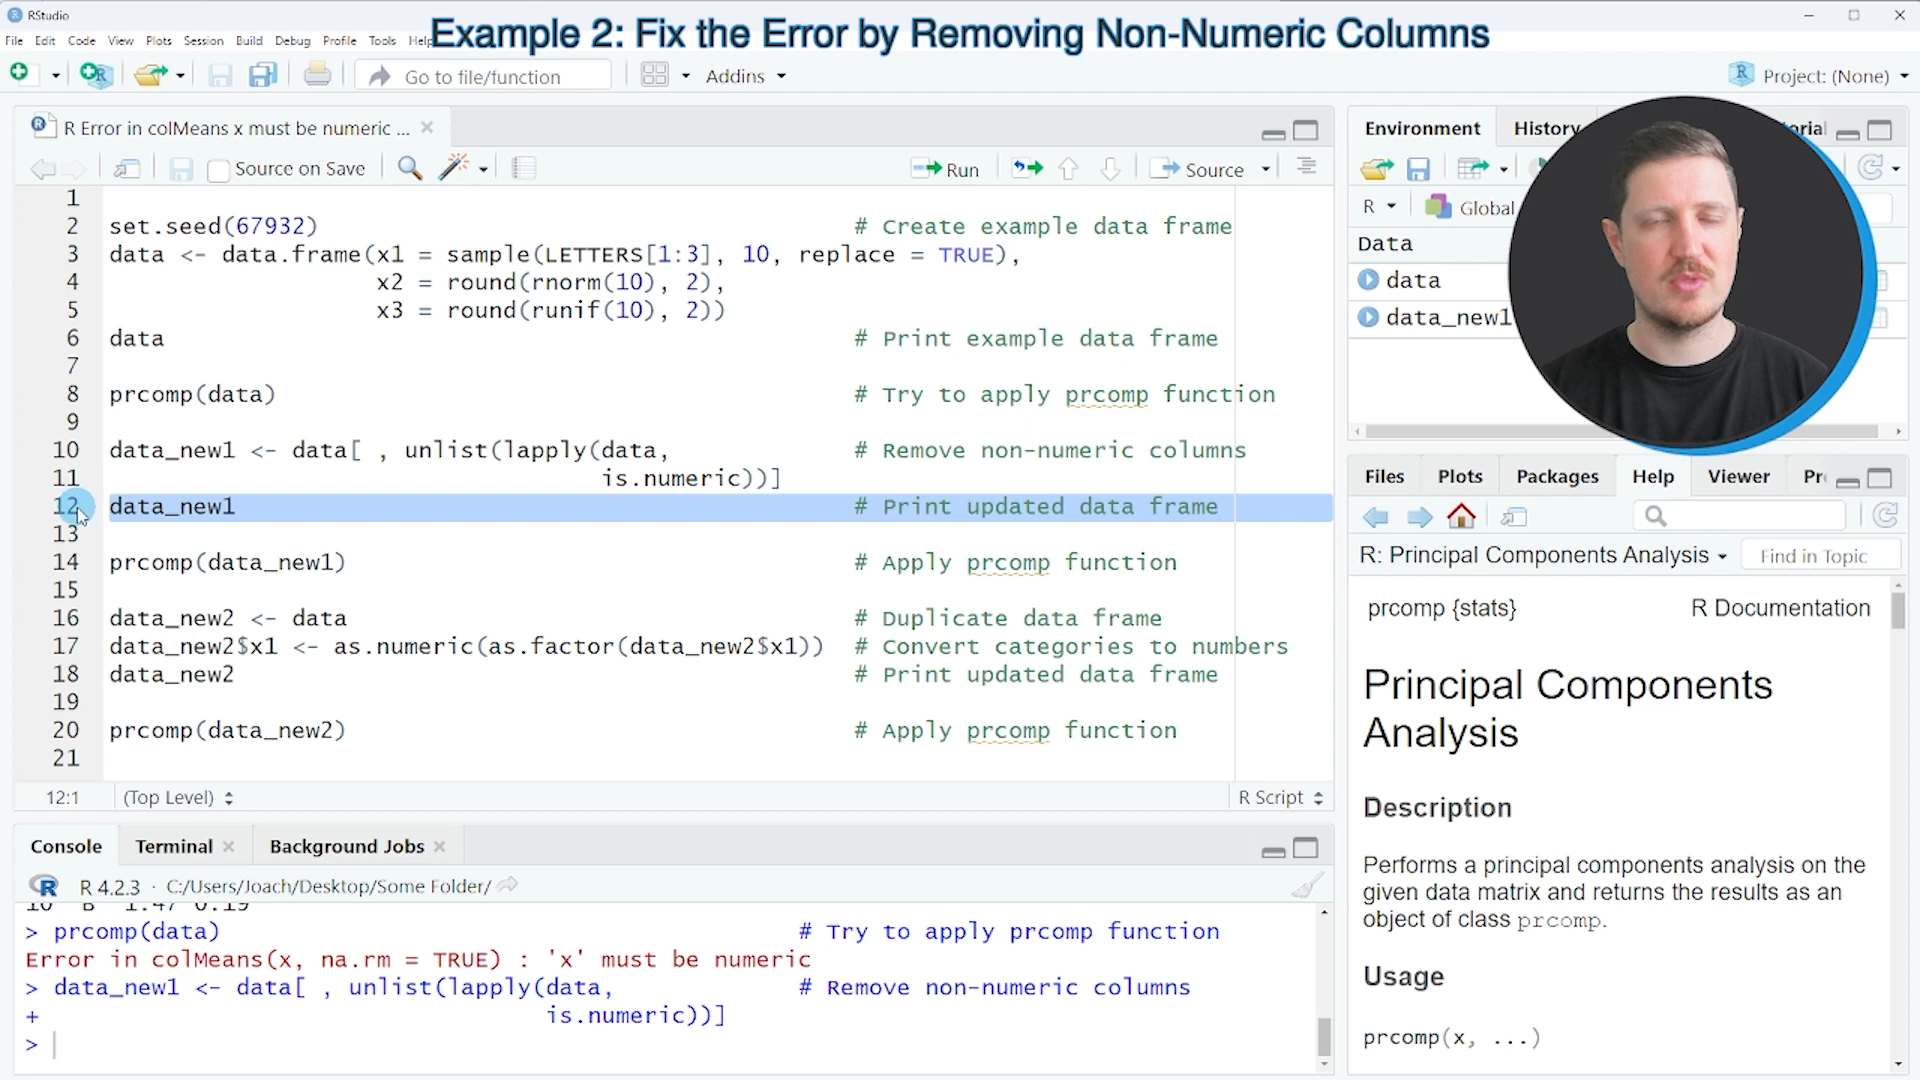 RStudio
Example 2: Fix the Error by Removing Non-Numeric Columns
File Edit Code View Plots Session Build Debug Profile Tools Help
Go to file/function
Addins
Project: (None)
R Error in colMeans x must be numeric ...
Source on Save
Run
Source
1
2 set.seed(67932) # Create example data frame
3 data <- data.frame(x1 = sample(LETTERS[1:3], 10, replace = TRUE),
4 x2 = round(rnorm(10), 2),
5 x3 = round(runif(10), 2))
6 data # Print example data frame
7
8 prcomp(data) # Try to apply prcomp function
9
10 data_new1 <- data[ , unlist(lapply(data, # Remove non-numeric columns
11 is.numeric))]
12 data_new1 # Print updated data frame
13
14 prcomp(data_new1) # Apply prcomp function
15
16 data_new2 <- data # Duplicate data frame
17 data_new2$x1 <- as.numeric(as.factor(data_new2$x1)) # Convert categories to numbers
18 data_new2 # Print updated data frame
19
20 prcomp(data_new2) # Apply prcomp function
21
12:1 (Top Level) R Script
Console Terminal Background Jobs
R 4.2.3 · C:/Users/Joach/Desktop/Some Folder/
10 B 1.47 0.19
> prcomp(data) # Try to apply prcomp function
Error in colMeans(x, na.rm = TRUE) : 'x' must be numeric
> data_new1 <- data[ , unlist(lapply(data, # Remove non-numeric columns
+ is.numeric))]
>
Environment History
R Global
Data
data
data_new1
Files Plots Packages Help Viewer
R: Principal Components Analysis Find in Topic
prcomp {stats} R Documentation
Principal Components
Analysis
Description
Performs a principal components analysis on the
given data matrix and returns the results as an
object of class prcomp.
Usage
prcomp(x, ...)